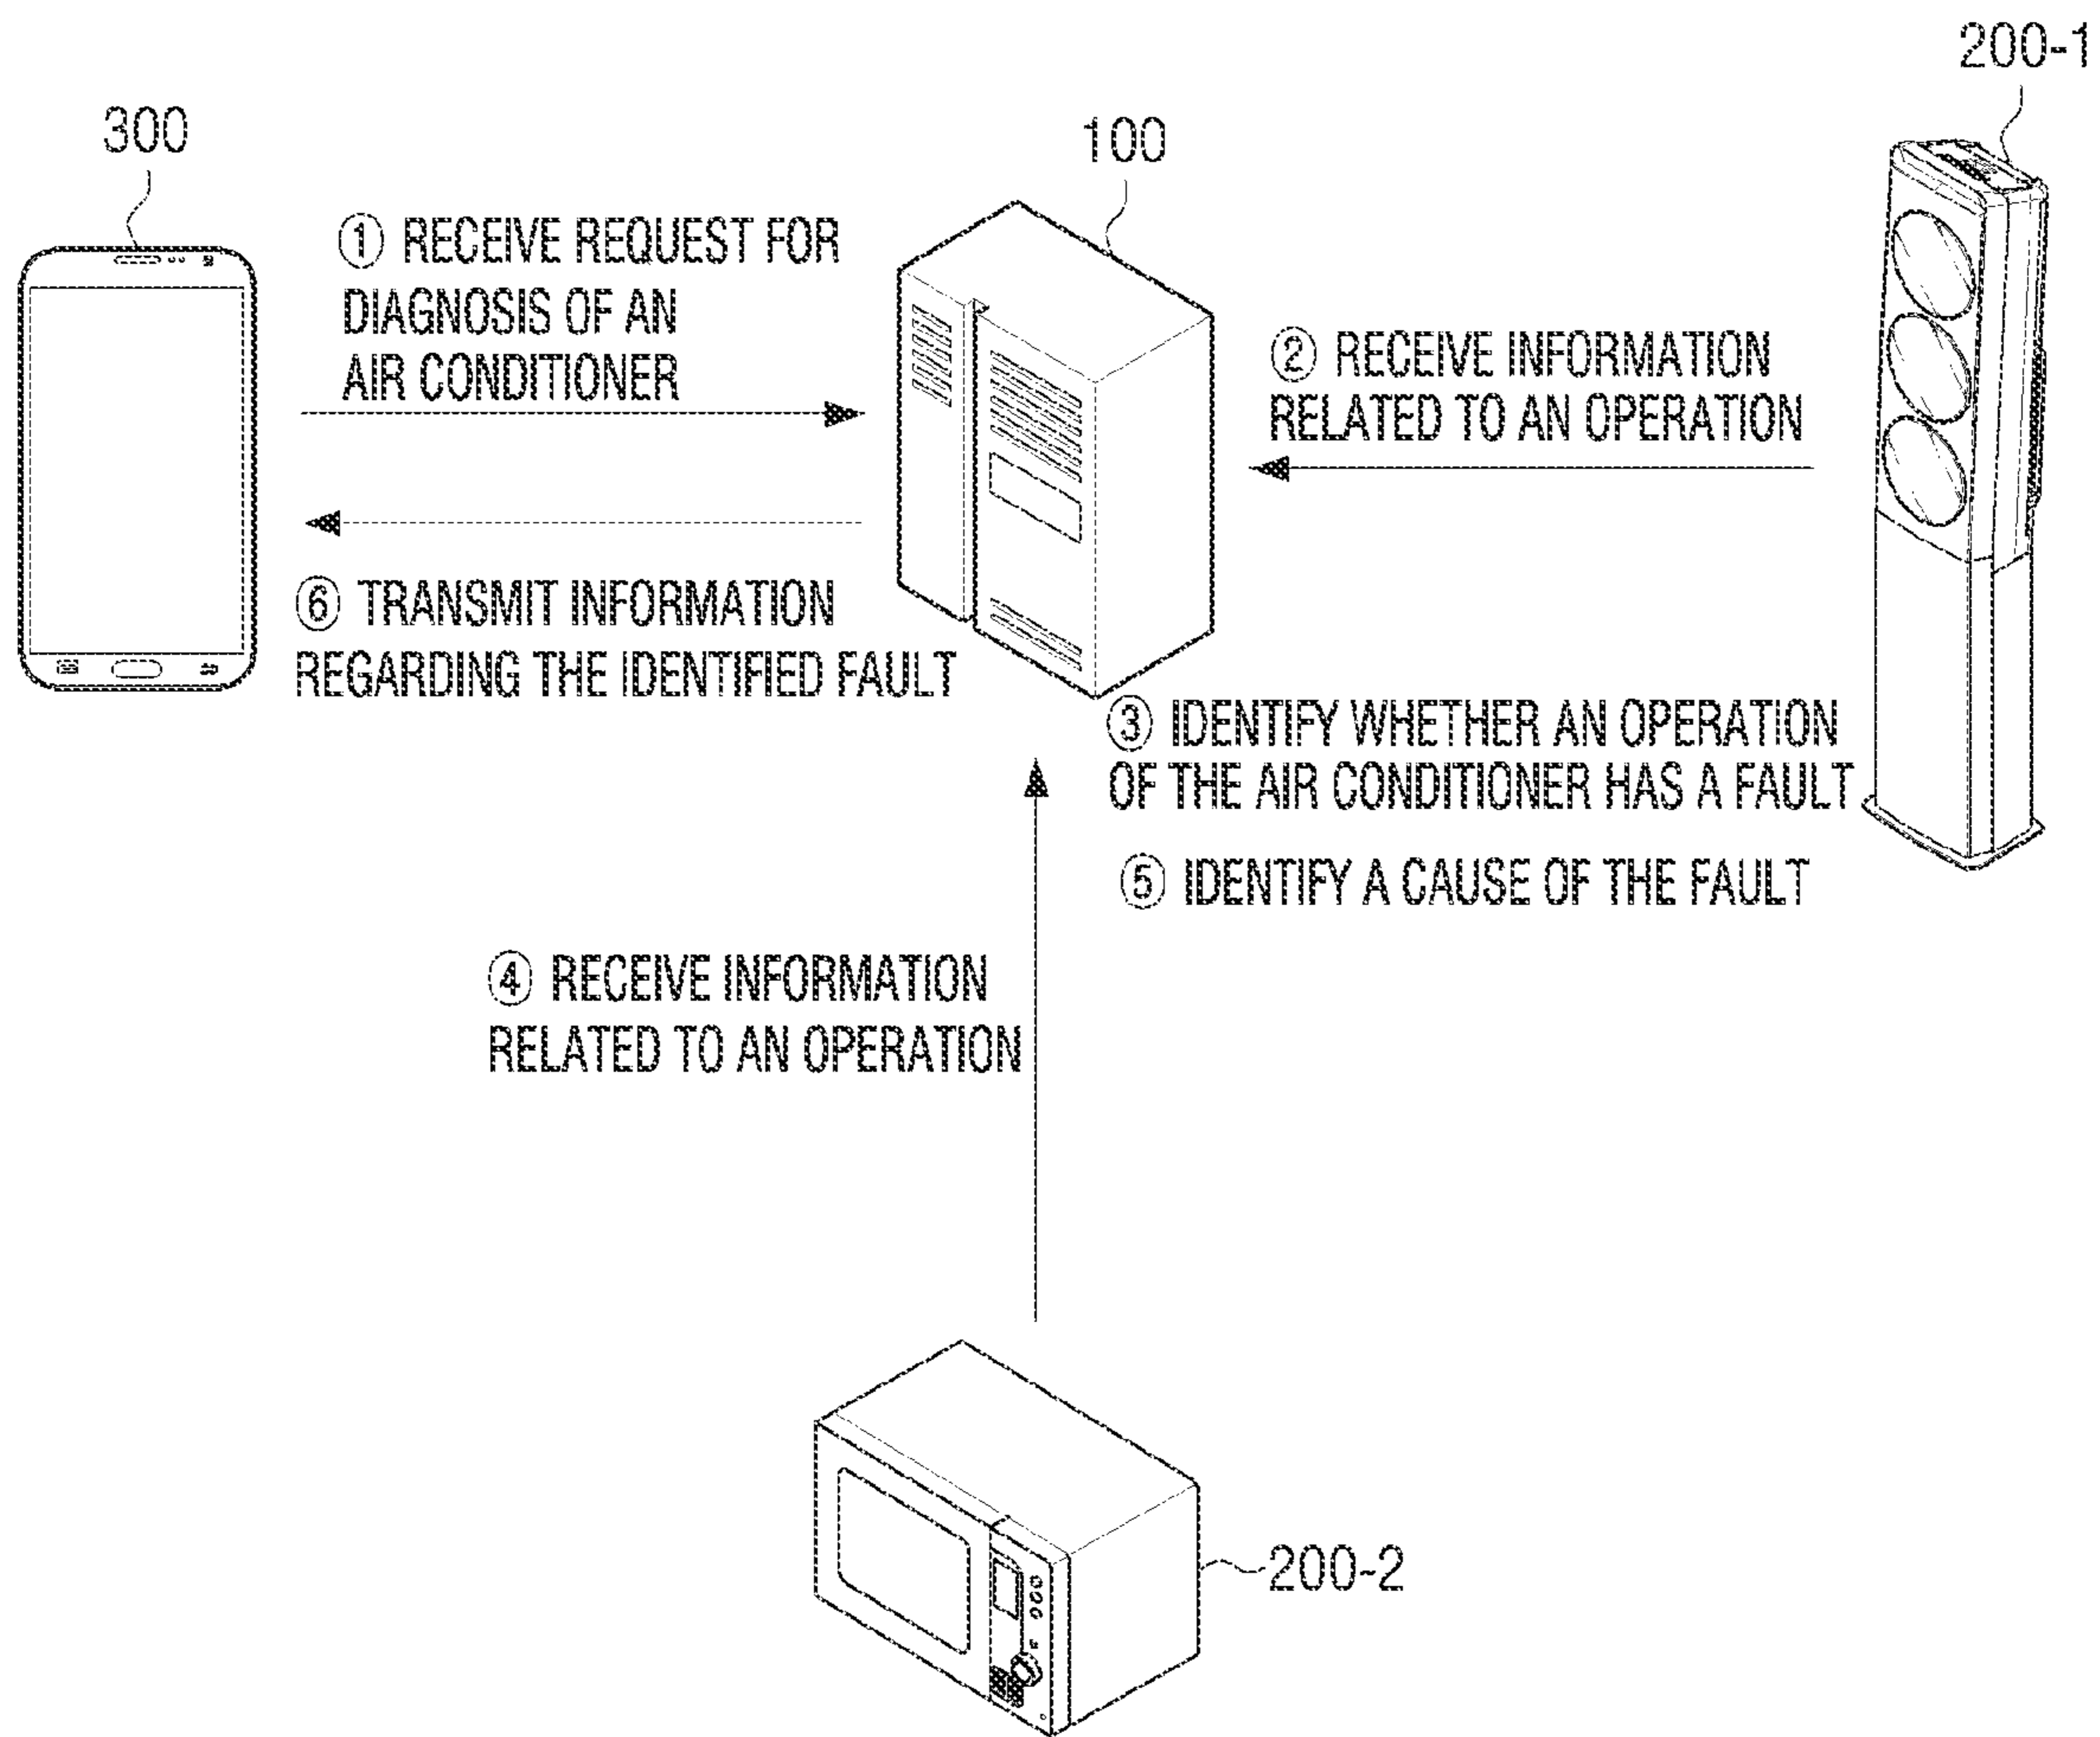 200-1
300
100
① RECEIVE REQUEST FOR
DIAGNOSIS OF AN
AIR CONDITIONER
② RECEIVE INFORMATION
RELATED TO AN OPERATION
⑥ TRANSMIT INFORMATION
REGARDING THE IDENTIFIED FAULT
③ IDENTIFY WHETHER AN OPERATION
OF THE AIR CONDITIONER HAS A FAULT
⑤ IDENTIFY A CAUSE OF THE FAULT
④ RECEIVE INFORMATION
RELATED TO AN OPERATION
200-2